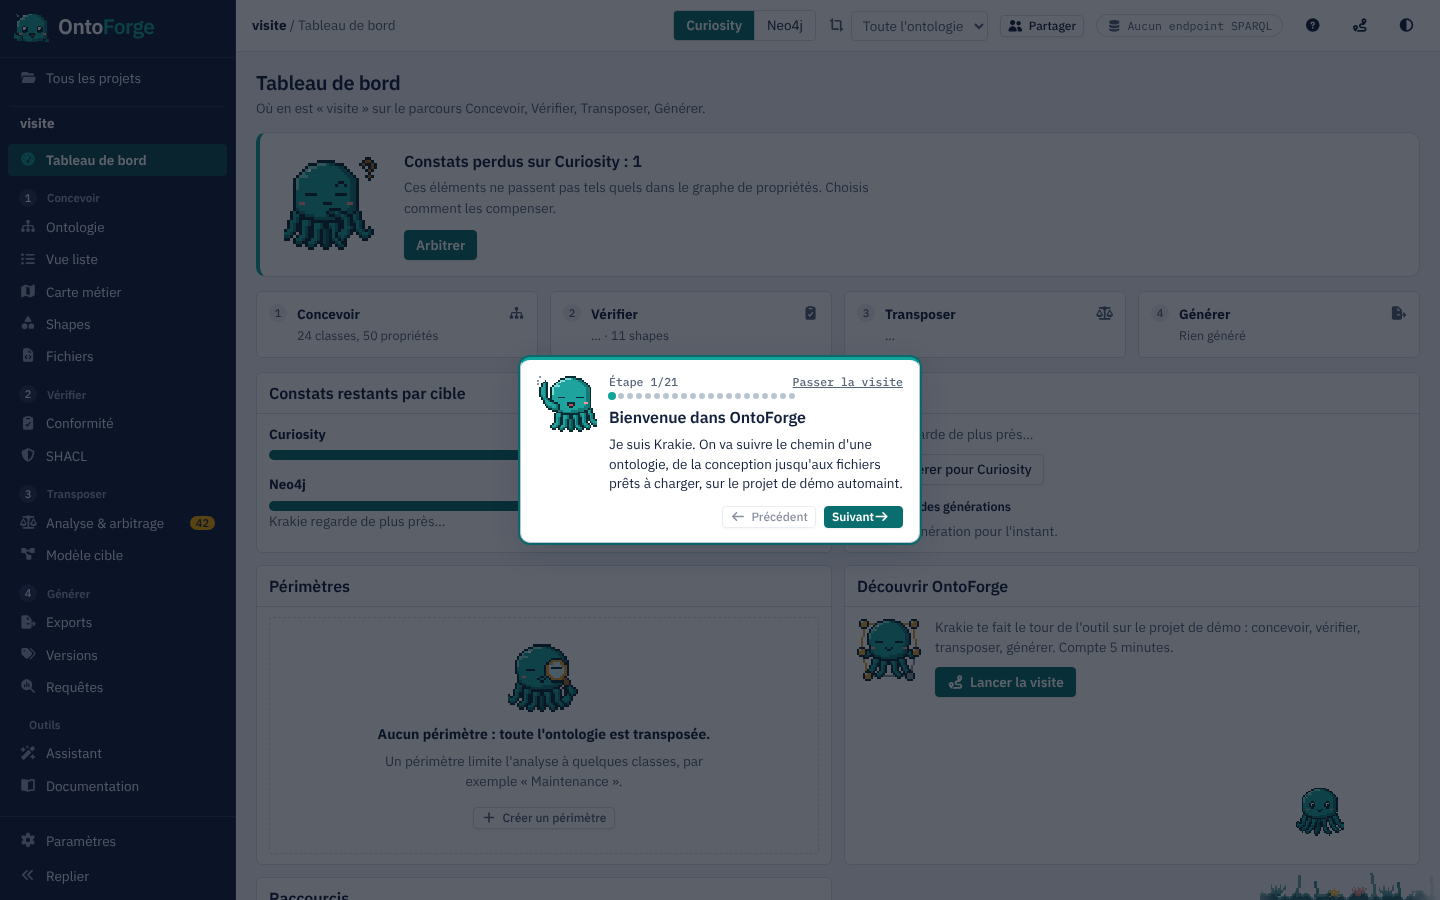 OntoForge
Tous les projets
visite
Tableau de bord
1 Concevoir
Ontologie
Vue liste
Carte métier
Shapes
Fichiers
2 Vérifier
Conformité
SHACL
3 Transposer
Analyse & arbitrage 42
Modèle cible
4 Générer
Exports
Versions
Requêtes
Outils
Assistant
Documentation
Paramètres
Replier
visite / Tableau de bord
Curiosity Neo4j Toute l'ontologie Partager Aucun endpoint SPARQL
Tableau de bord
Où en est « visite » sur le parcours Concevoir, Vérifier, Transposer, Générer.
Constats perdus sur Curiosity : 1
Ces éléments ne passent pas tels quels dans le graphe de propriétés. Choisis
comment les compenser.
Arbitrer
1 Concevoir
24 classes, 50 propriétés
2 Vérifier
... · 11 shapes
3 Transposer
...
4 Générer
Rien généré
Constats restants par cible
Curiosity
Neo4j
Krakie regarde de plus près...
Étape 1/21 Passer la visite
Bienvenue dans OntoForge
Je suis Krakie. On va suivre le chemin d'une
ontologie, de la conception jusqu'aux fichiers
prêts à charger, sur le projet de démo automaint.
Précédent Suivant
de plus près...
pour Curiosity
des générations
pour l'instant.
Périmètres
Aucun périmètre : toute l'ontologie est transposée.
Un périmètre limite l'analyse à quelques classes, par
exemple « Maintenance ».
Créer un périmètre
Découvrir OntoForge
Krakie te fait le tour de l'outil sur le projet de démo : concevoir, vérifier,
transposer, générer. Compte 5 minutes.
Lancer la visite
Raccourcis